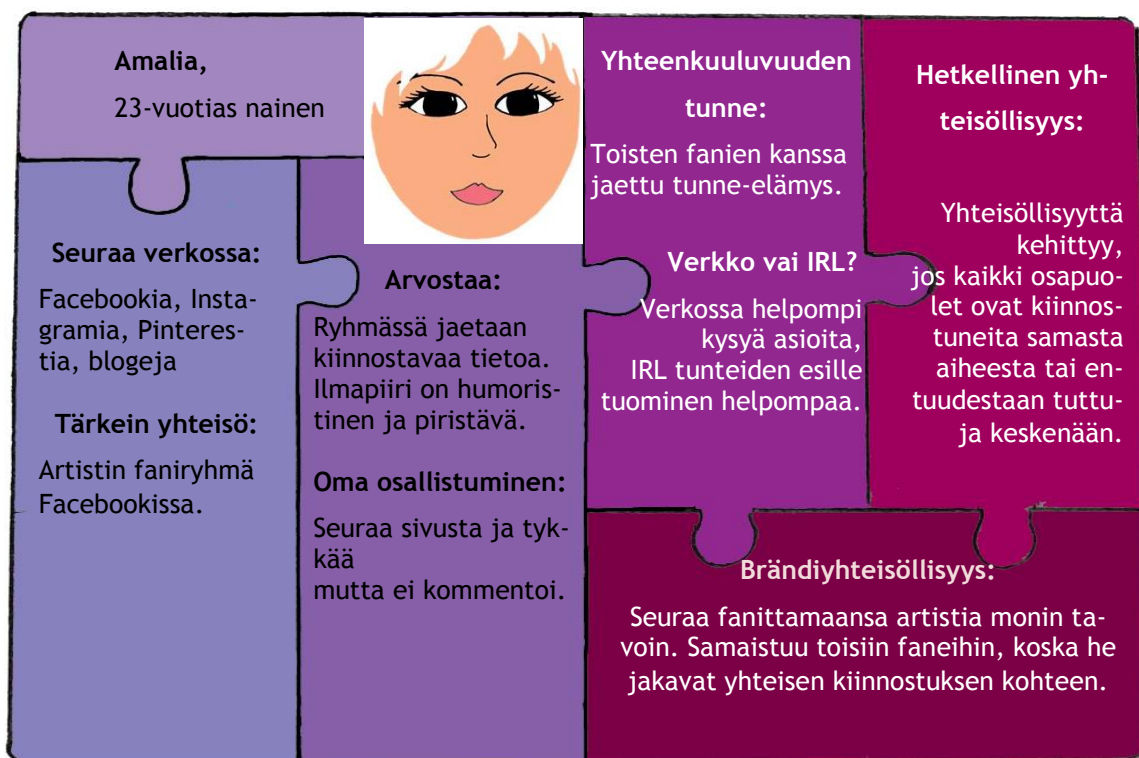 Amalia,
23-vuotias nainen
Seuraa verkossa:
Facebookia, Insta-
gramia, Pinteres-
tia, blogeja
Tärkein yhteisö:
Artistin faniryhmä
Facebookissa.
Arvostaa:
Ryhmässä jaetaan
kiinnostavaa tietoa.
Ilmapiiri on humoris-
tinen ja piristävä.
Oma osallistuminen:
Seuraa sivusta ja tyk-
kää
mutta ei kommentoi.
Yhteenkuuluvuuden
tunne:
Toisten fanien kanssa
jaettu tunne-elämys.
Verkko vai IRL?
Verkossa helpompi
kysyä asioita,
IRL tunteiden esille
tuominen helpompaa.
Hetkellinen yh-
teisöllisyys:
Yhteisöllisyyttä
kehittyy,
jos kaikki osapuo-
let ovat kiinnos-
tuneita samasta
aiheesta tai en-
tuudestaan tuttu-
ja keskenään.
Brändiyhteisöllisyys:
Seuraa fanittamaansa artistia monin ta-
voin. Samaistuu toisiin faneihin, koska he
jakavat yhteisen kiinnostuksen kohteen.